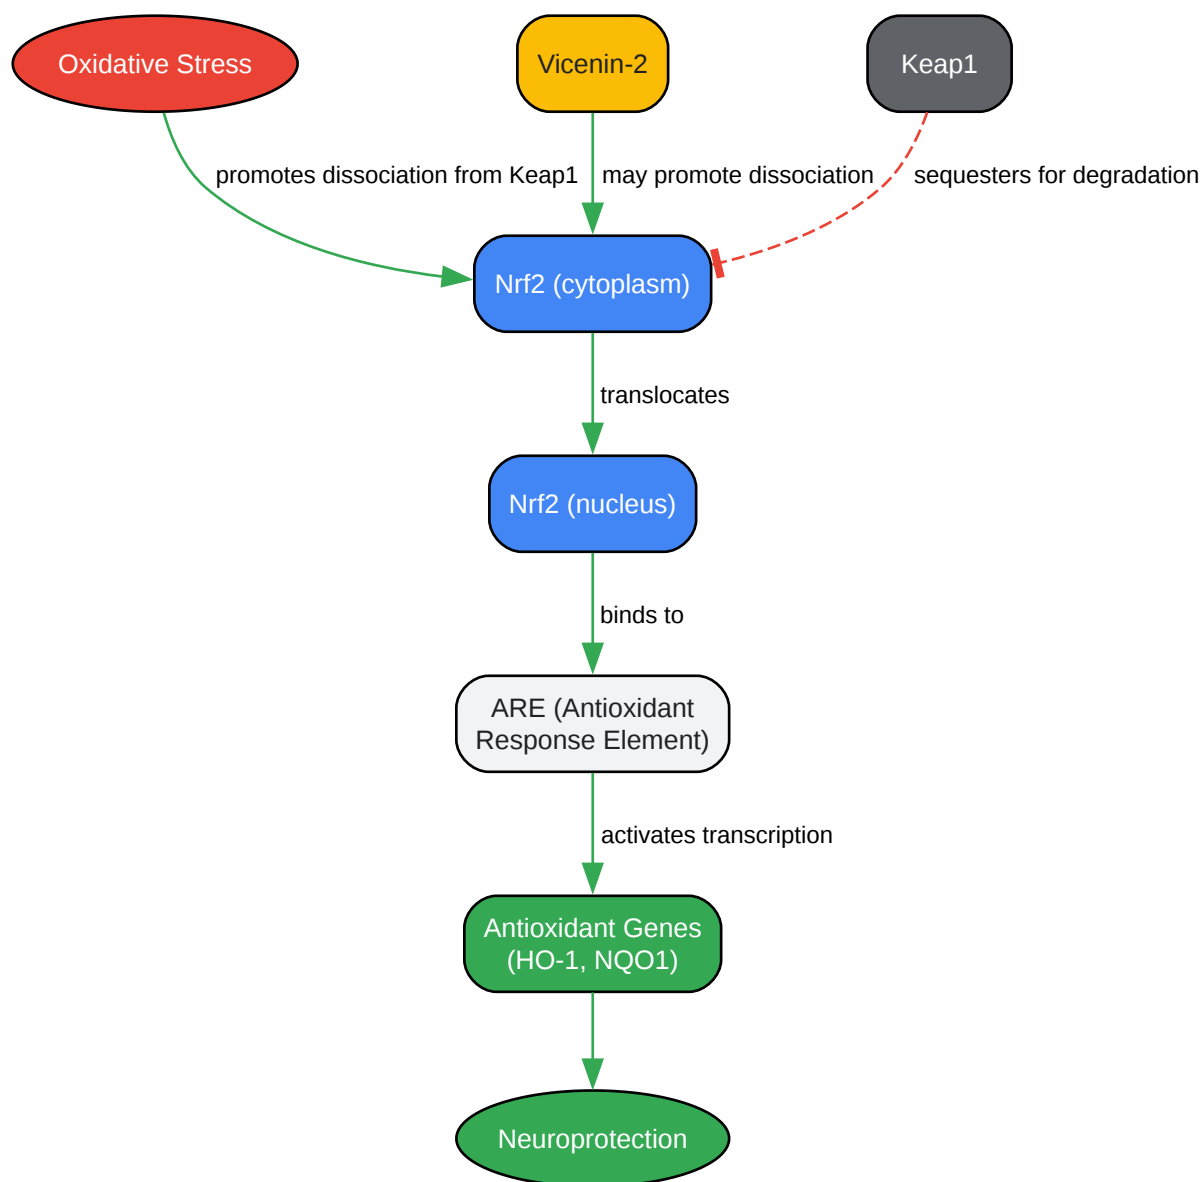 Oxidative Stress
Vicenin-2
Keap1
promotes dissociation from Keap1
may promote dissociation
sequesters for degradation
Nrf2 (cytoplasm)
translocates
Nrf2 (nucleus)
binds to
ARE (Antioxidant
Response Element)
activates transcription
Antioxidant Genes
(HO-1, NQO1)
Neuroprotection